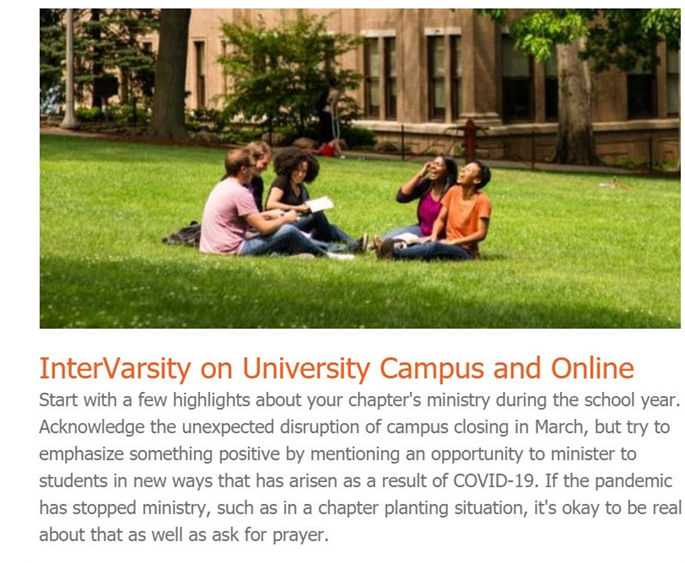 InterVarsity on University Campus and Online
Start with a few highlights about your chapter's ministry during the school year.
Acknowledge the unexpected disruption of campus closing in March, but try to
emphasize something positive by mentioning an opportunity to minister to
students in new ways that has arisen as a result of COVID-19. If the pandemic
has stopped ministry, such as in a chapter planting situation, it's okay to be real
about that as well as ask for prayer.